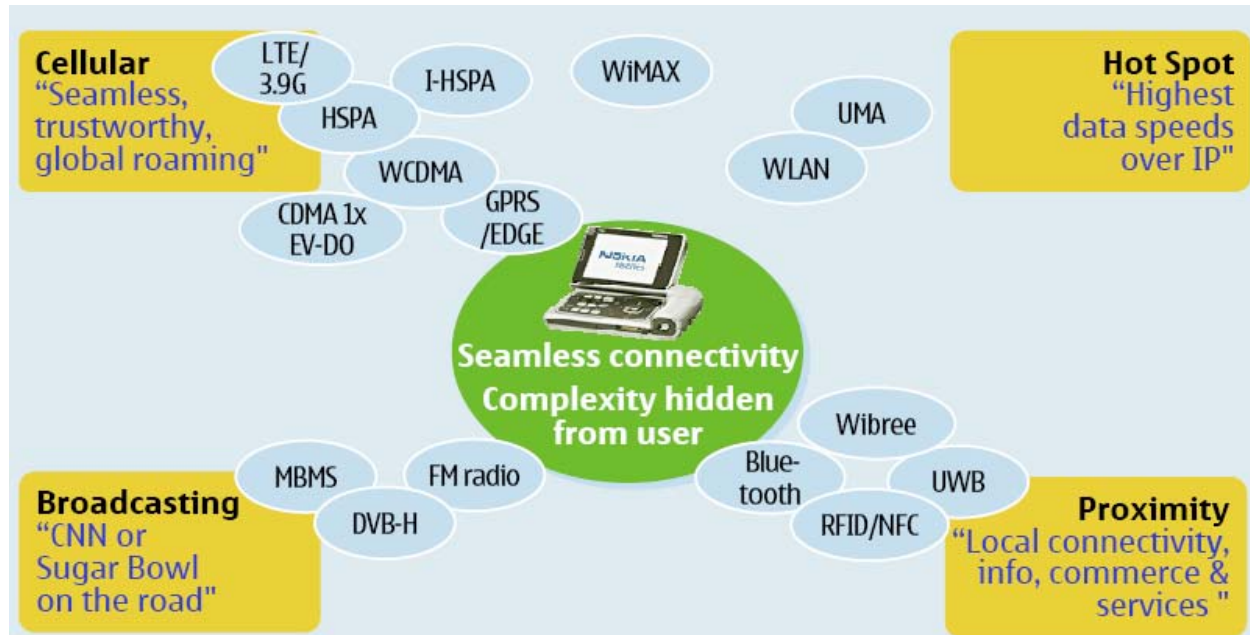 Cellular
“Seamless,
trustworthy,
global roaming"
LTE/
3.9G
I-HSPA
HSPA
WCDMA
CDMA 1x
EV-DO
GPRS
/EDGE
WiMAX
UMA
WLAN
Hot Spot
“Highest
data speeds
over IP"
NOKIA
Seamless connectivity
Complexity hidden
from user
Broadcasting
“CNN or
Sugar Bowl
on the road"
MBMS
FM radio
DVB-H
Wibree
Blue-
tooth
UWB
RFID/NFC
Proximity
“Local connectivity,
info, commerce &
services "